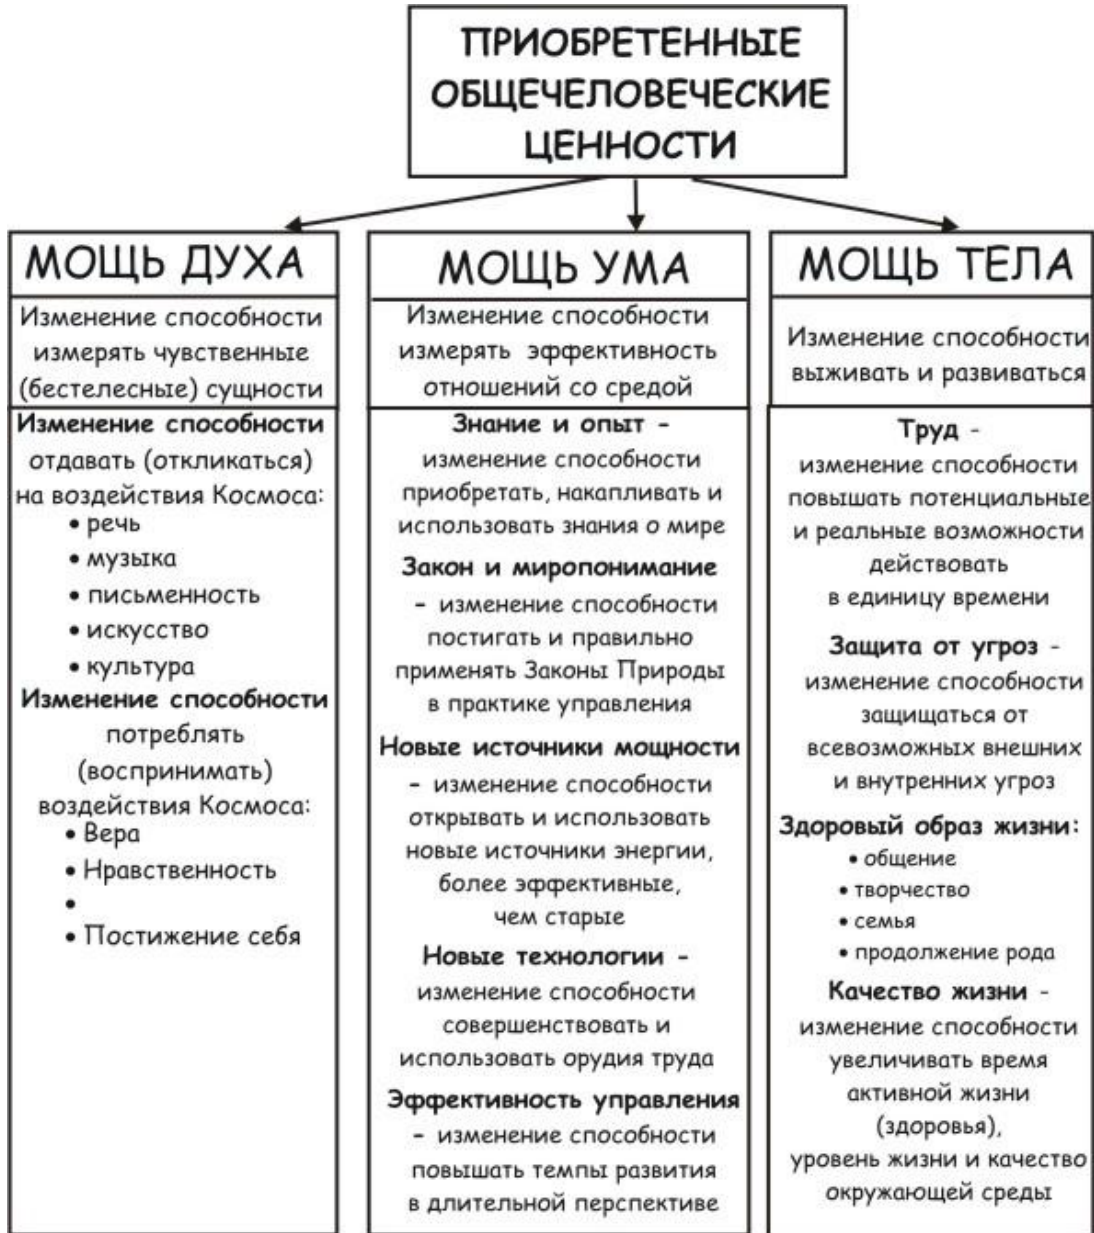 ПРИОБРЕТЕННЫЕ
ОБЩЕЧЕЛОВЕЧЕСКИЕ
ЦЕННОСТИ
МОЩЬ ДУХА
Изменение способности
измерять чувственные
(бестелесные) сущности
Изменение способности
отдавать (откликаться)
на воздействия Космоса:
• речь
• музыка
• письменность
• искусство
• культура
Изменение способности
потреблять
(воспринимать)
воздействия Космоса:
• Вера
• Нравственность
•
• Постижение себя
МОЩЬ УМА
Изменение способности
измерять эффективность
отношений со средой
Знание и опыт –
изменение способности
приобретать, накапливать и
использовать знания о мире
Закон и миропонимание
– изменение способности
постигать и правильно
применять Законы Природы
в практике управления
Новые источники мощности
– изменение способности
открывать и использовать
новые источники энергии,
более эффективные,
чем старые
Новые технологии –
изменение способности
совершенствовать и
использовать орудия труда
Эффективность управления
– изменение способности
повышать темпы развития
в длительной перспективе
МОЩЬ ТЕЛА
Изменение способности
выживать и развиваться
Труд -
изменение способности
повышать потенциальные
и реальные возможности
действовать
в единицу времени
Защита от угроз -
изменение способности
защищаться от
всевозможных внешних
и внутренних угроз
Здоровый образ жизни:
• общение
• творчество
• семья
• продолжение рода
Качество жизни -
изменение способности
увеличивать время
активной жизни
(здоровья),
уровень жизни и качество
окружающей среды